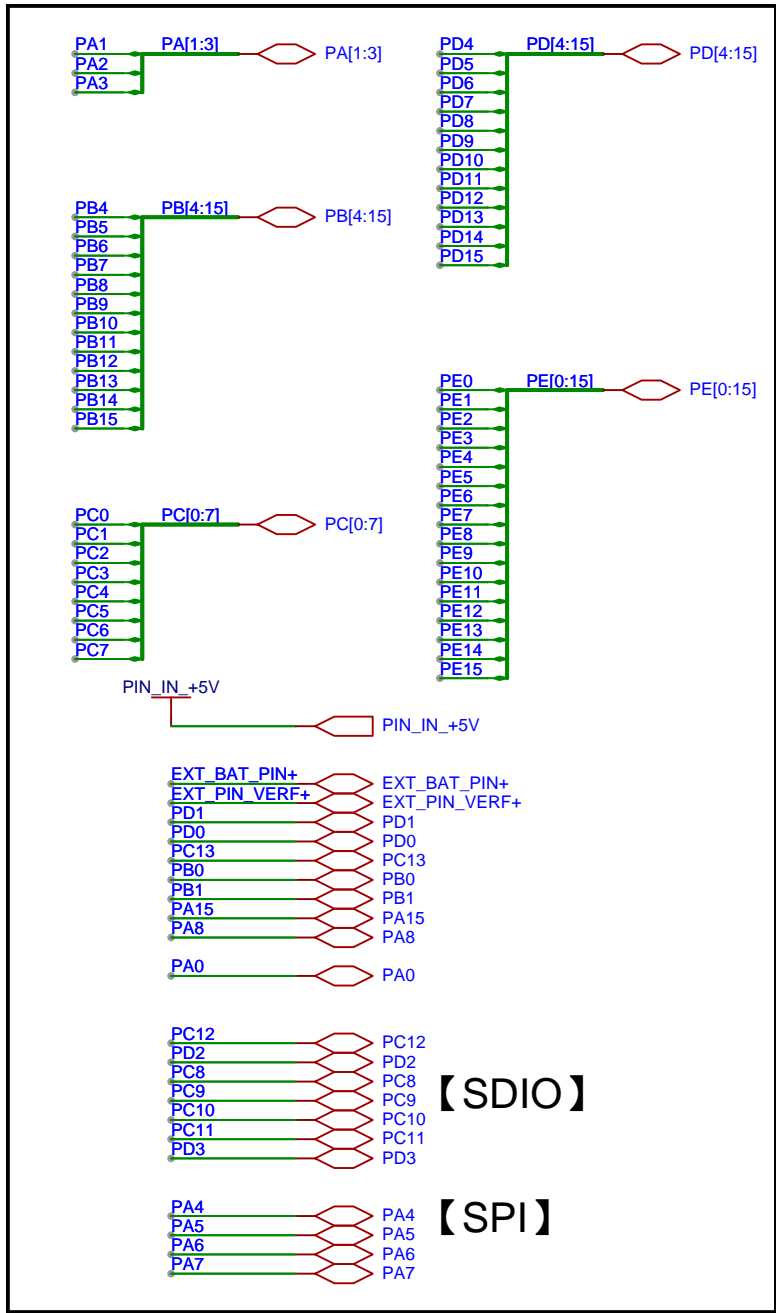 PA1 PA[1:3] PA[1:3]
PA2
PA3
PB4 PB[4:15] PB[4:15]
PB5
PB6
PB7
PB8
PB9
PB10
PB11
PB12
PB13
PB14
PB15
PC0 PC[0:7] PC[0:7]
PC1
PC2
PC3
PC4
PC5
PC6
PC7
PD4 PD[4:15] PD[4:15]
PD5
PD6
PD7
PD8
PD9
PD10
PD11
PD12
PD13
PD14
PD15
PE0 PE[0:15] PE[0:15]
PE1
PE2
PE3
PE4
PE5
PE6
PE7
PE8
PE9
PE10
PE11
PE12
PE13
PE14
PE15
PIN_IN_+5V
PIN_IN_+5V
EXT_BAT_PIN+ EXT_BAT_PIN+
EXT_PIN_VERF+ EXT_PIN_VERF+
PD1 PD1
PD0 PD0
PC13 PC13
PB0 PB0
PB1 PB1
PA15 PA15
PA8 PA8
PA0 PA0
PC12 PC12
PD2 PD2
PC8 PC8
PC9 PC9
PC10 PC10
PC11 PC11
PD3 PD3
【SDIO】
PA4 PA4
PA5 PA5
PA6 PA6
PA7 PA7
【SPI】